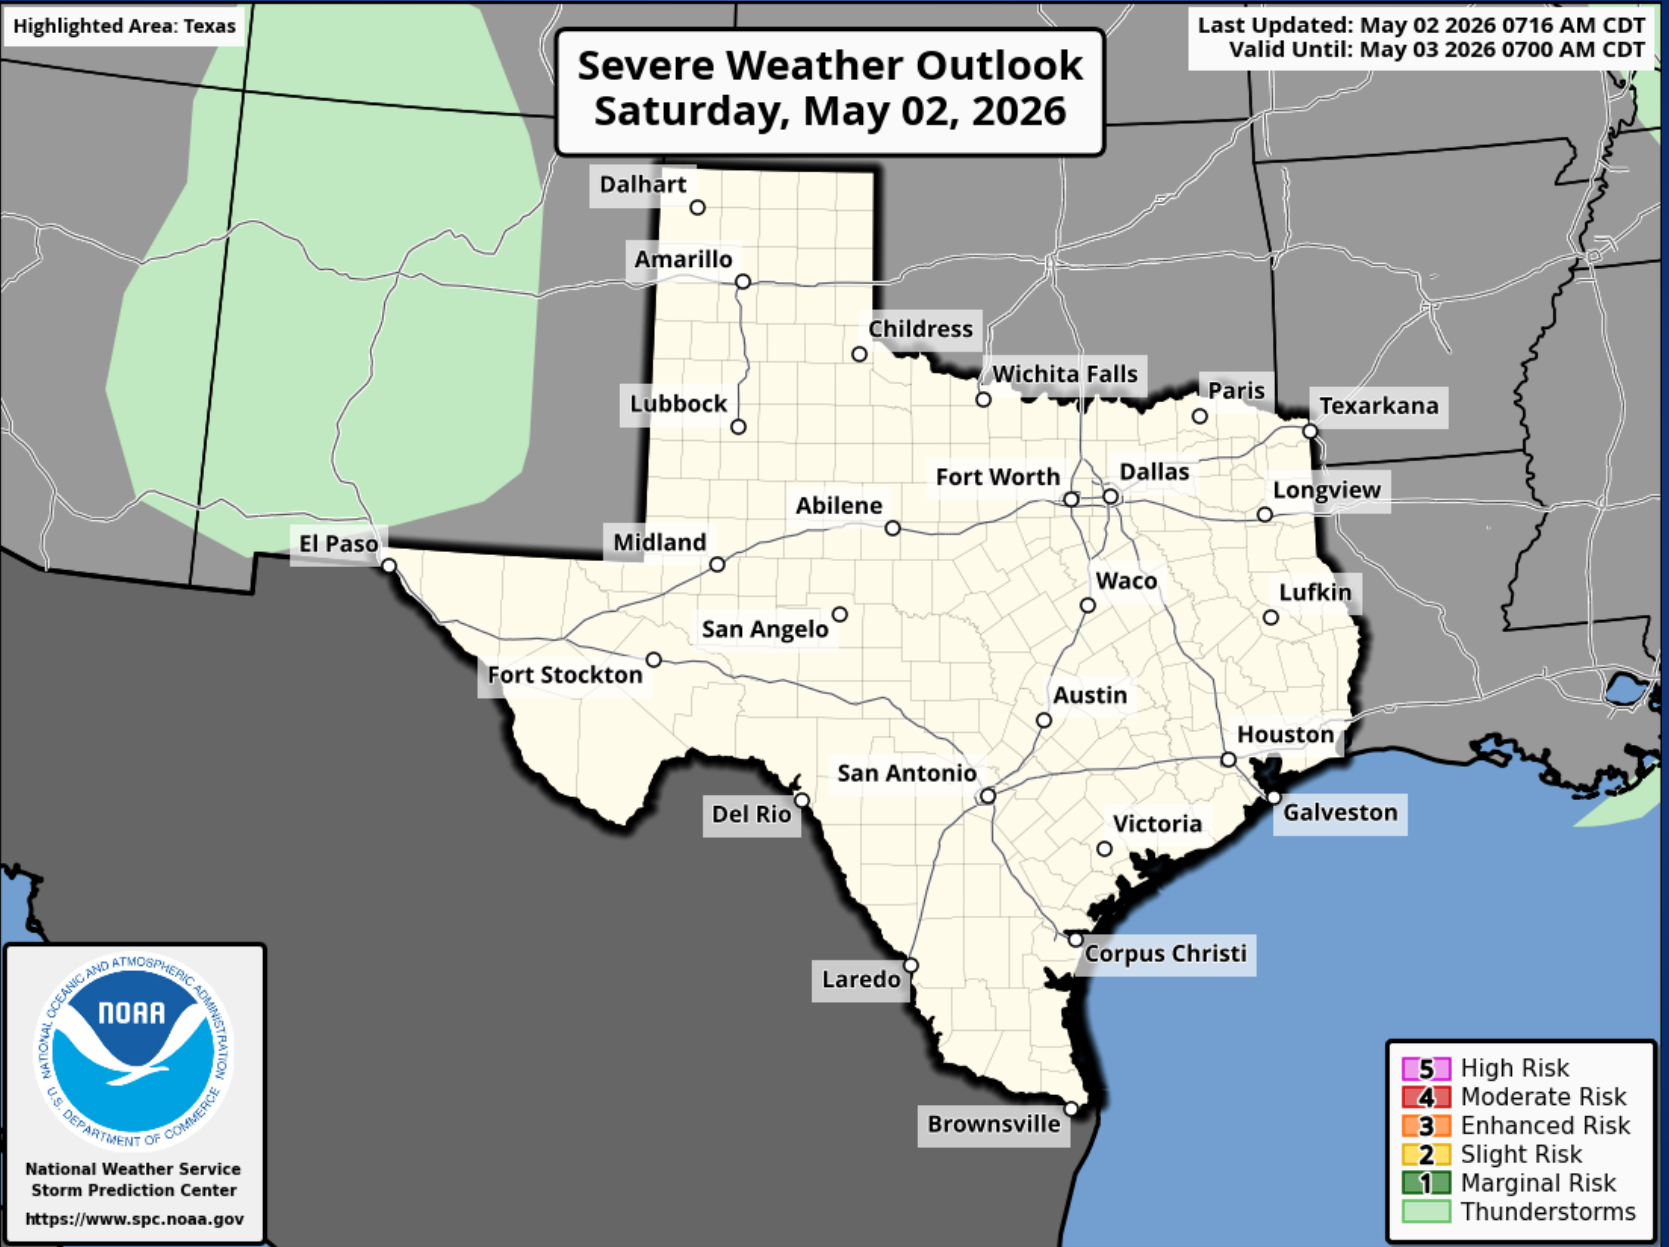 Highlighted Area: Texas
Severe Weather Outlook
Saturday, May 02, 2026
Last Updated: May 02 2026 0716 AM CDT
Valid Until: May 03 2026 0700 AM CDT
Dalhart
Amarillo
Childress
Wichita Falls
Paris
Texarkana
Lubbock
Fort Worth
Dallas
Longview
Abilene
El Paso
Midland
Waco
Lufkin
San Angelo
Fort Stockton
Austin
Houston
San Antonio
Del Rio
Galveston
Victoria
Corpus Christi
Laredo
Brownsville
NATIONAL OCEANIC AND ATMOSPHERIC ADMINISTRATION
NOAA
U.S. DEPARTMENT OF COMMERCE
National Weather Service
Storm Prediction Center
https://www.spc.noaa.gov
5 High Risk
4 Moderate Risk
3 Enhanced Risk
2 Slight Risk
1 Marginal Risk
Thunderstorms